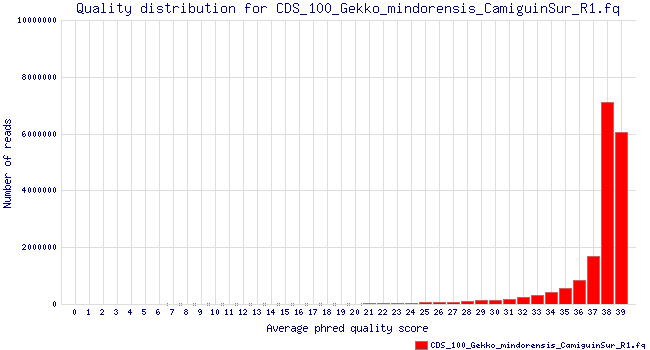 Quality distribution for CDS_100_Gekko_mindorensis_CamiguinSur_R1.fq
10000000
8000000
6000000
4000000
2000000
0
Number of reads
0 1 2 3 4 5 6 7 8 9 10 11 12 13 14 15 16 17 18 19 20 21 22 23 24 25 26 27 28 29 30 31 32 33 34 35 36 37 38 39
Average phred quality score
CDS_100_Gekko_mindorensis_CamiguinSur_R1.fq